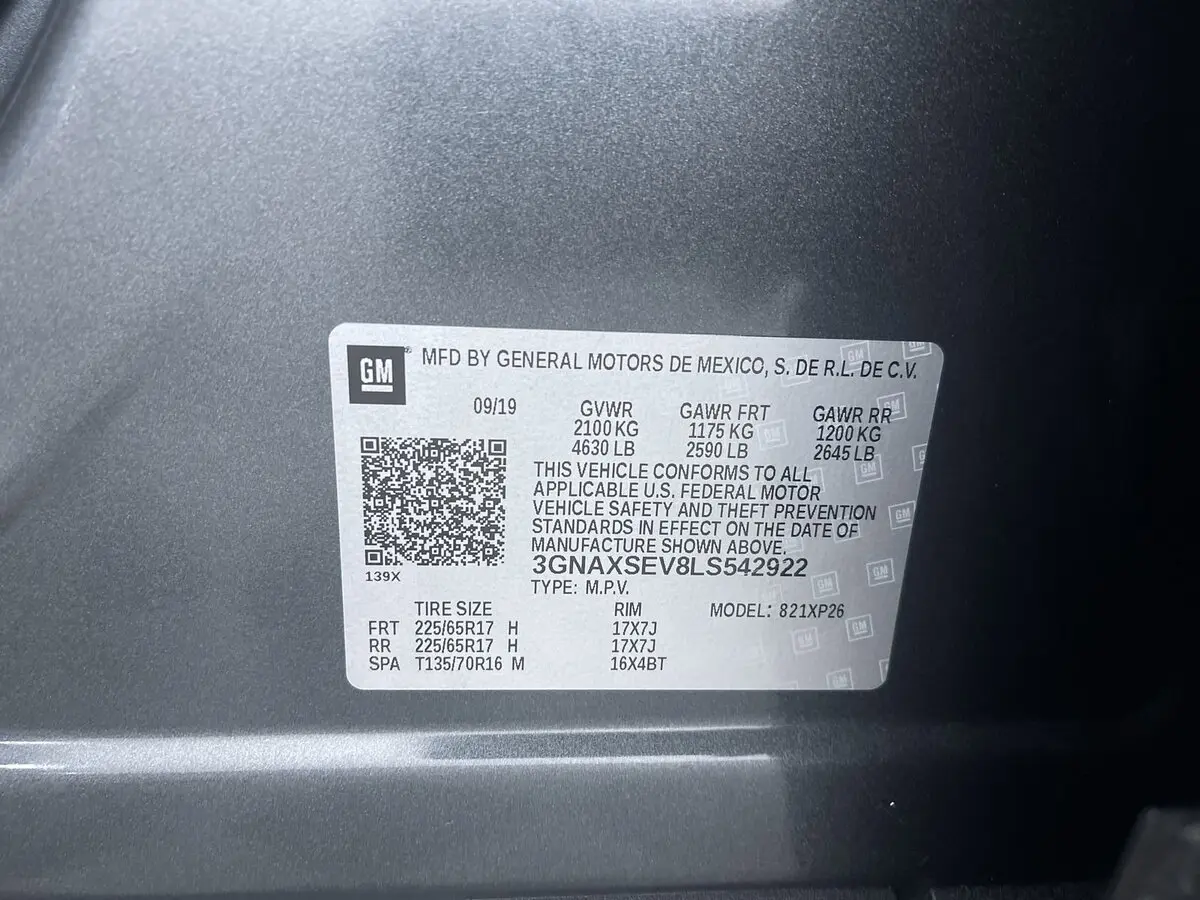 GM ® MFD BY GENERAL MOTORS DE MEXICO, S. DE R.L. DE C.V.
09/19 GVWR GAWR FRT GAWR RR
2100 KG 1175 KG 1200 KG
4630 LB 2590 LB 2645 LB
THIS VEHICLE CONFORMS TO ALL
APPLICABLE U.S. FEDERAL MOTOR
VEHICLE SAFETY AND THEFT PREVENTION
STANDARDS IN EFFECT ON THE DATE OF
MANUFACTURE SHOWN ABOVE.
3GNAXSEV8LS542922
139X
TYPE: M.P.V.
TIRE SIZE RIM MODEL: 821XP26
FRT 225/65R17 H 17X7J
RR 225/65R17 H 17X7J
SPA T135/70R16 M 16X4BT